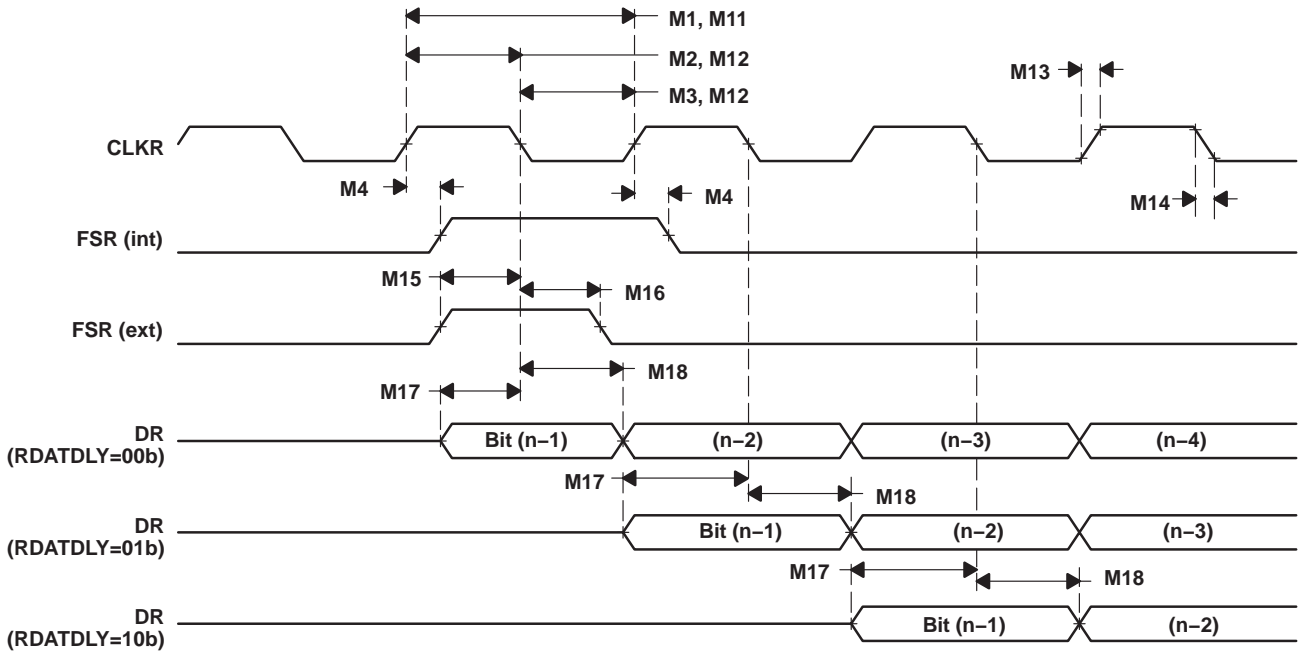 M1, M11
M2, M12
M3, M12
M13
CLKR
M4
M4
M14
FSR (int)
M15
M16
FSR (ext)
M17
M18
DR
(RDATDLY=00b)
Bit (n–1)
(n–2)
(n–3)
(n–4)
M17
M18
DR
(RDATDLY=01b)
Bit (n–1)
(n–2)
(n–3)
M17
M18
DR
(RDATDLY=10b)
Bit (n–1)
(n–2)